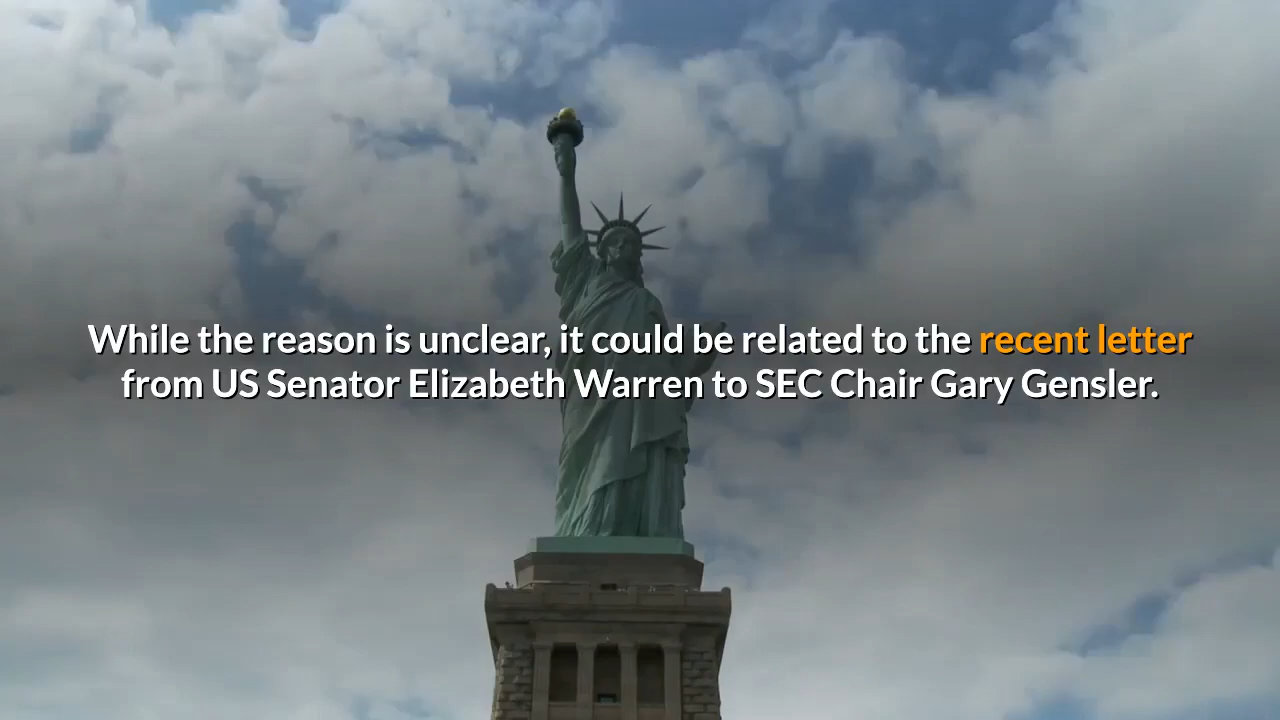 While the reason is unclear, it could be related to the recent letter
from US Senator Elizabeth Warren to SEC Chair Gary Gensler.